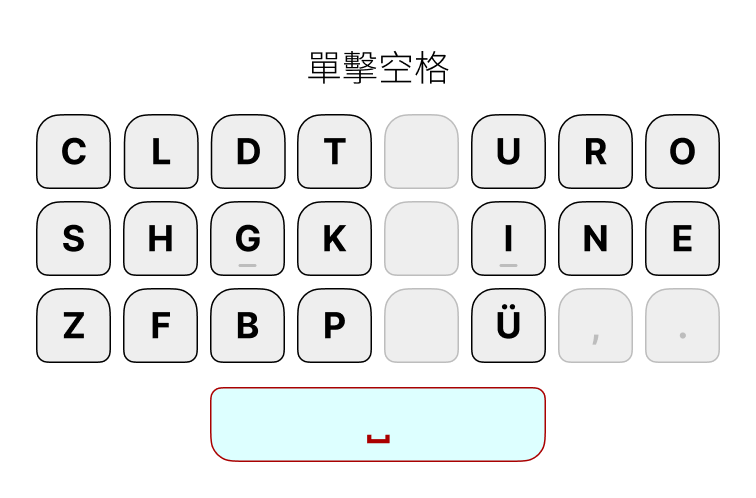 單擊空格
C L D T U R O
S H G K I N E
Z F B P Ü , .
␣